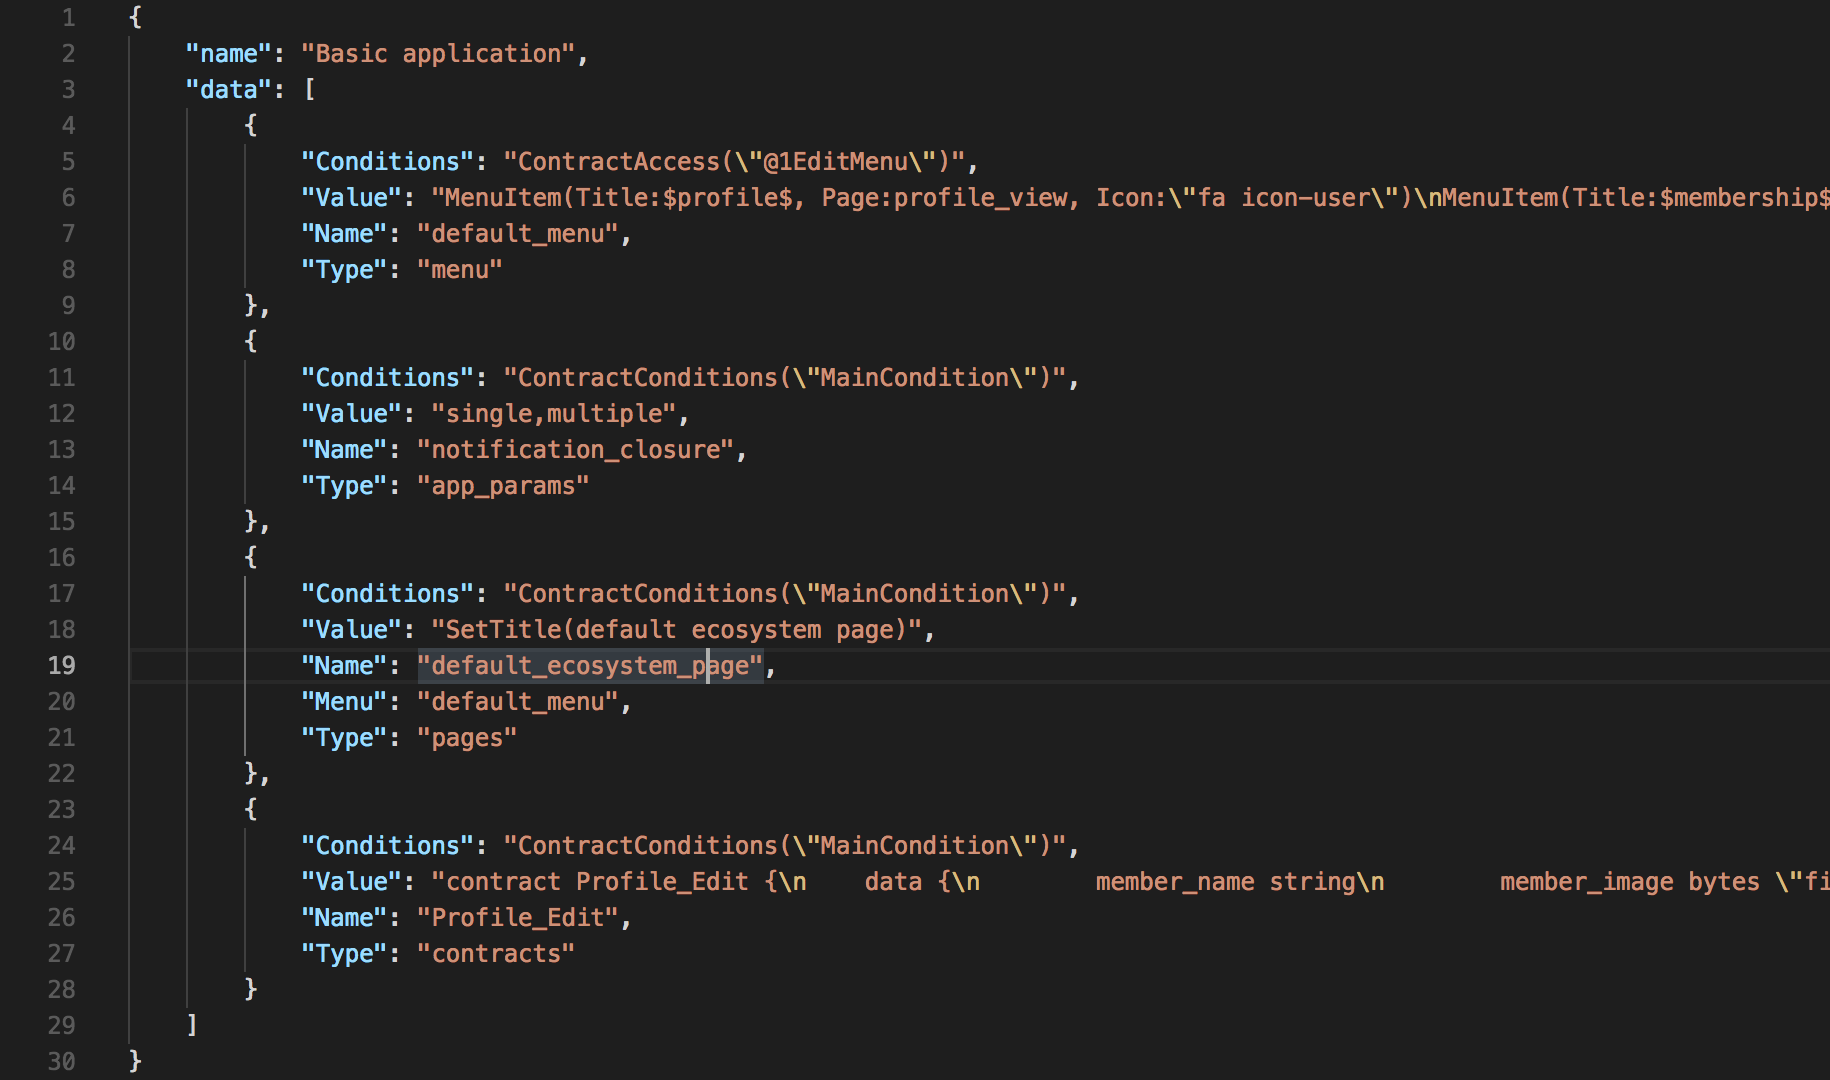 1 {
2 "name": "Basic application",
3 "data": [
4 {
5 "Conditions": "ContractAccess(\"@1EditMenu\")",
6 "Value": "MenuItem(Title:$profile$, Page:profile_view, Icon:\"fa icon-user\")\nMenuItem(Title:$membership$
7 "Name": "default_menu",
8 "Type": "menu"
9 },
10 {
11 "Conditions": "ContractConditions(\"MainCondition\")",
12 "Value": "single,multiple",
13 "Name": "notification_closure",
14 "Type": "app_params"
15 },
16 {
17 "Conditions": "ContractConditions(\"MainCondition\")",
18 "Value": "SetTitle(default ecosystem page)",
19 "Name": "default_ecosystem_page",
20 "Menu": "default_menu",
21 "Type": "pages"
22 },
23 {
24 "Conditions": "ContractConditions(\"MainCondition\")",
25 "Value": "contract Profile_Edit {\n    data {\n        member_name string\n        member_image bytes \"fi
26 "Name": "Profile_Edit",
27 "Type": "contracts"
28 }
29 ]
30 }